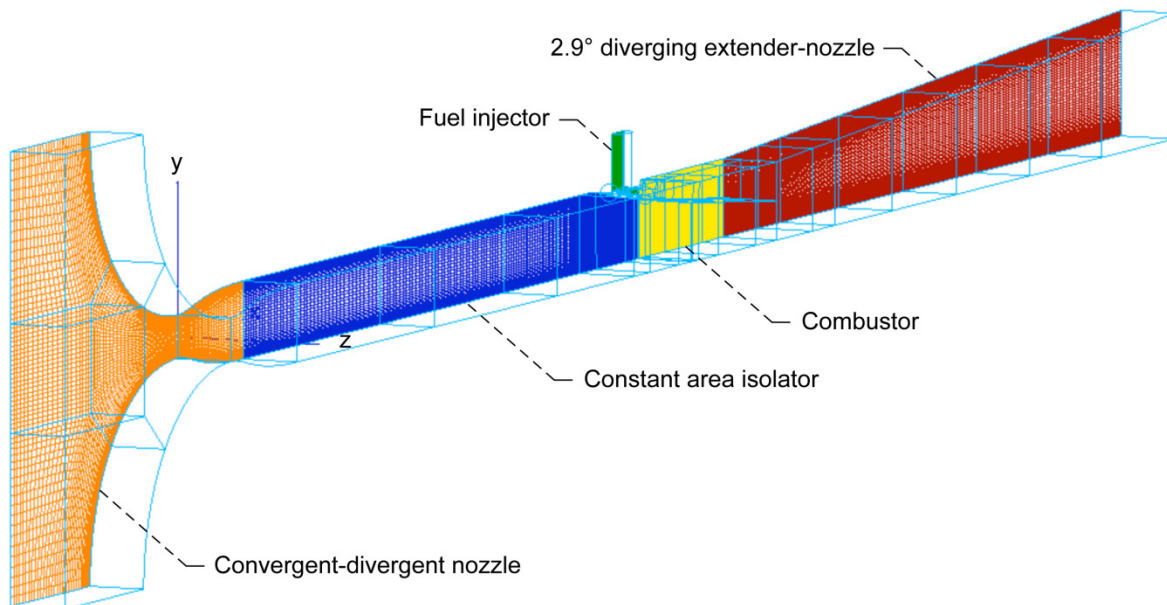 2.9° diverging extender-nozzle
Fuel injector
y
x
z
Combustor
Constant area isolator
Convergent-divergent nozzle